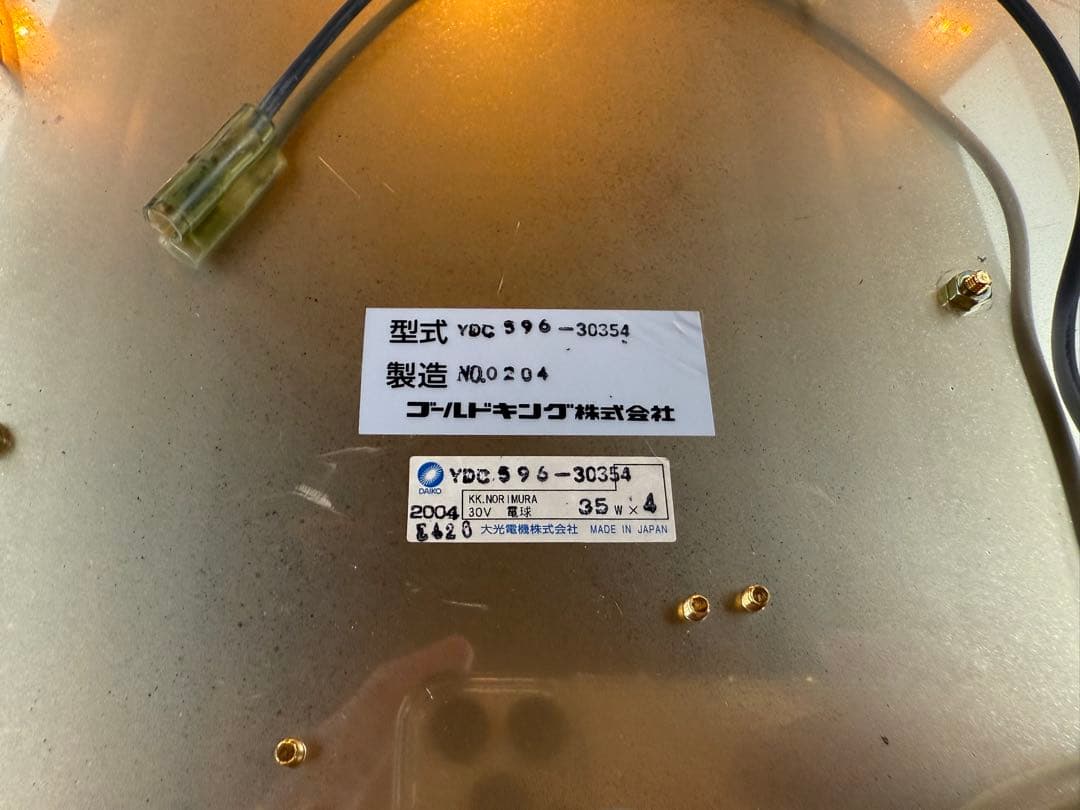 型式 YDC 596-30354
製造 NO.0204
ゴールドキング株式会社
DAIKO YDC 596-30354
KK.NORIMURA
2004 30V 電球 35W×4
大光電機株式会社 MADE IN JAPAN